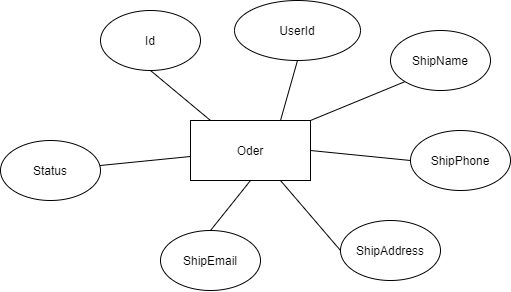 UserId
Id
ShipName
Oder
ShipPhone
Status
ShipAddress
ShipEmail